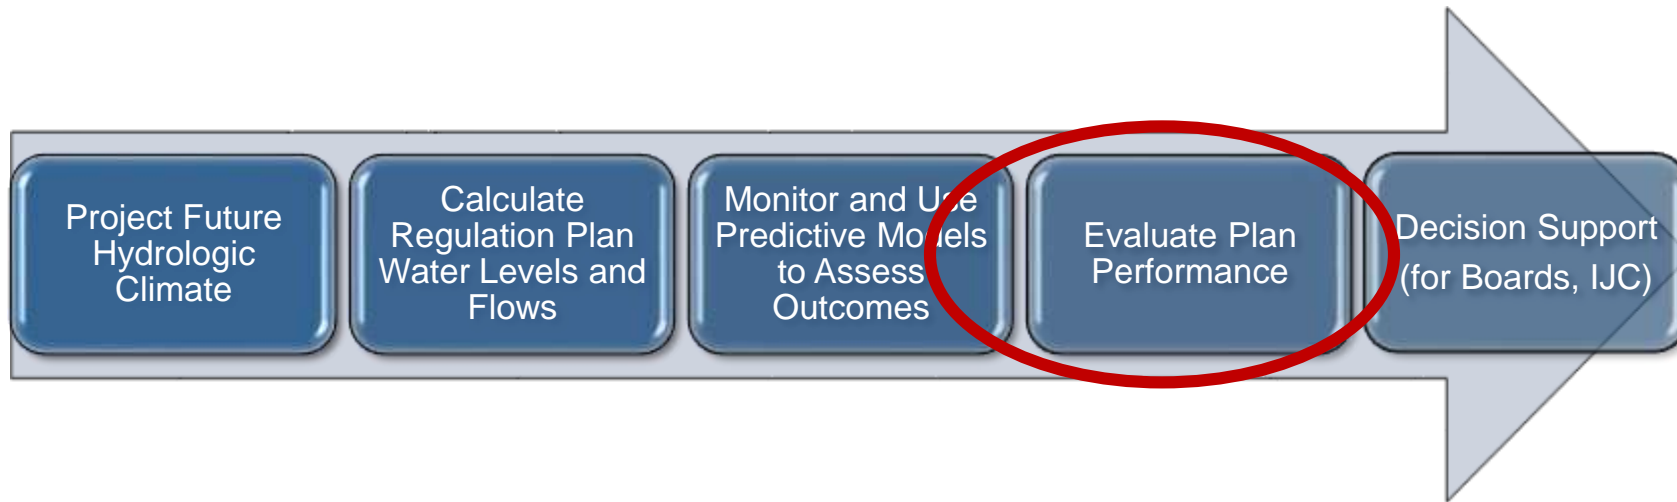 Project Future
Hydrologic
Climate
Calculate
Regulation Plan
Water Levels and
Flows
Monitor and Use
Predictive Models
to Assess
Outcomes
Evaluate Plan
Performance
Decision Support
(for Boards, IJC)